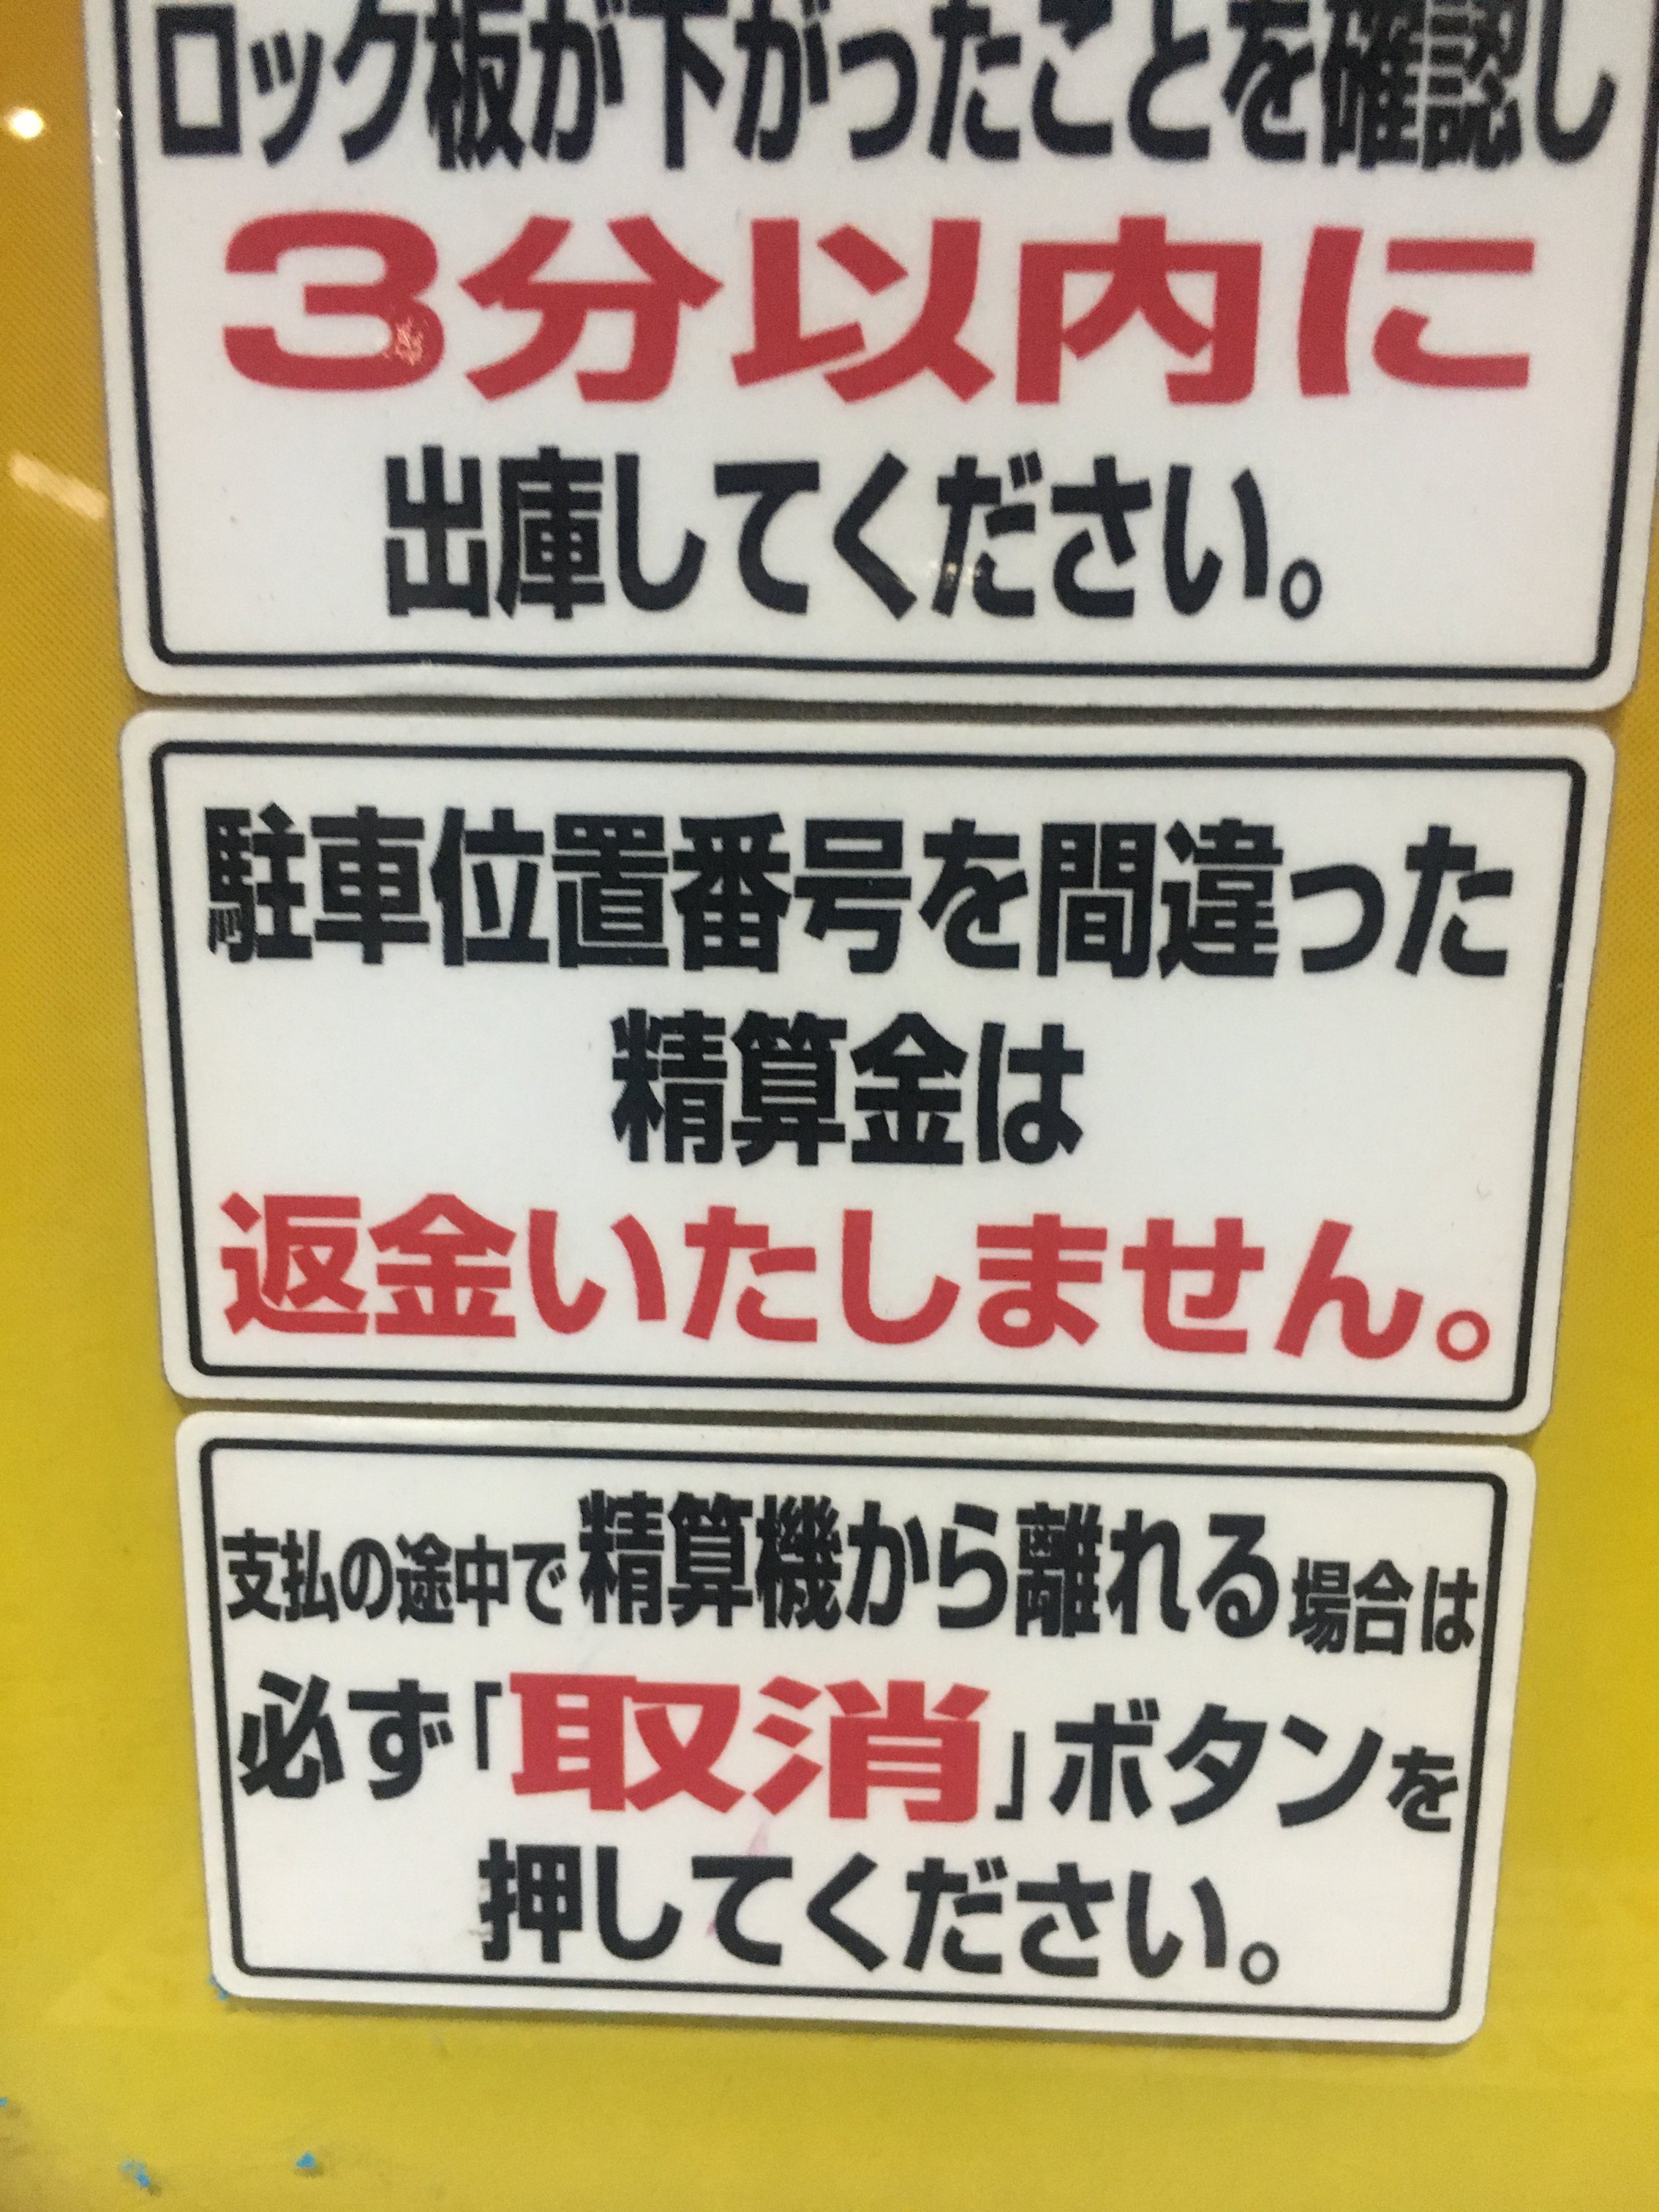 ロック板が下がったことを確認し
3分以内に
出庫してください。
駐車位置番号を間違った
精算金は
返金いたしません。
支払の途中で精算機から離れる場合は
必ず「取消」ボタンを
押してください。